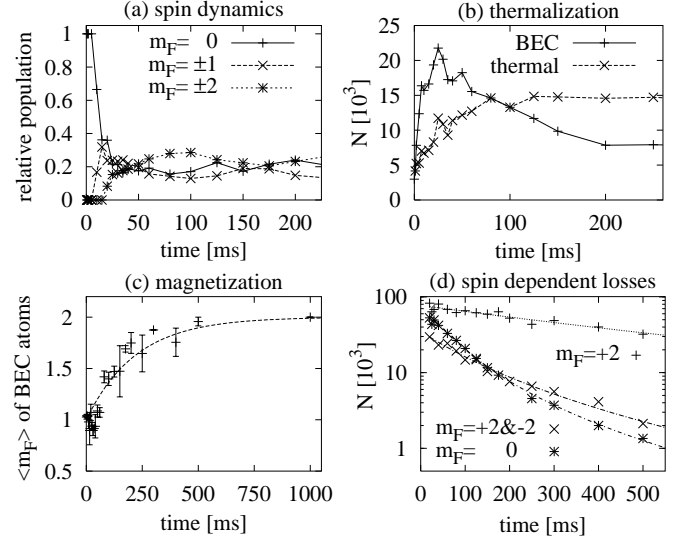 (a) spin dynamics
m_F= 0
m_F= ±1
m_F= ±2
relative population
1
0.8
0.6
0.4
0.2
0
0 50 100 150 200
time [ms]
(b) thermalization
BEC
thermal
N [10³]
25
20
15
10
5
0
0 50 100 150 200 250
time [ms]
(c) magnetization
<m_F> of BEC atoms
2
1.5
1
0.5
0 250 500 750 1000
time [ms]
(d) spin dependent losses
N [10³]
100
10
1
m_F=+2
m_F=+2&-2
m_F= 0
0 100 200 300 400 500
time [ms]